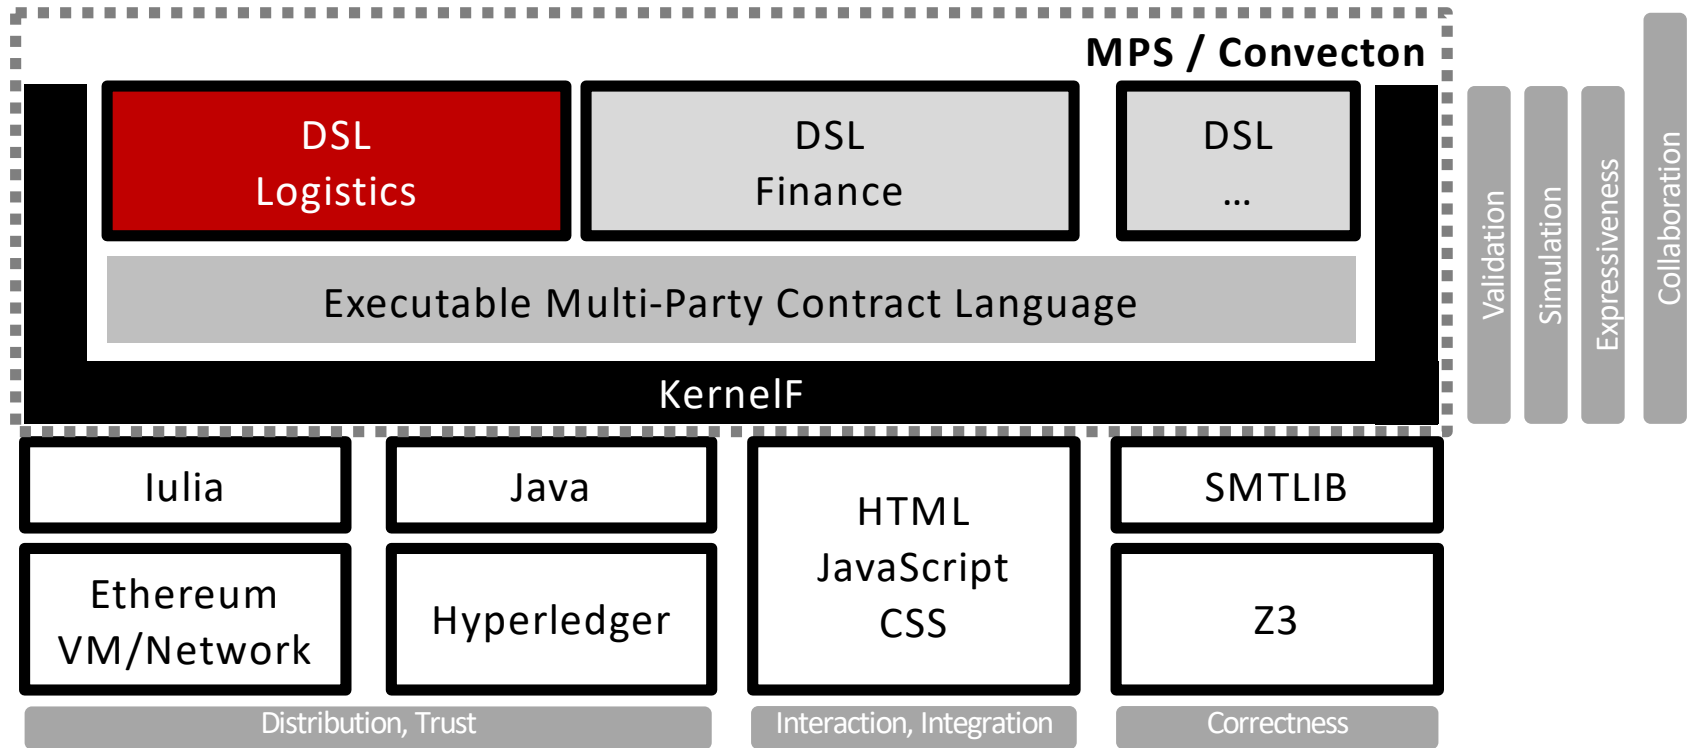 MPS / Convecton
DSL
Logistics
DSL
Finance
DSL
...
Executable Multi-Party Contract Language
KernelF
Validation
Simulation
Expressiveness
Collaboration
Iulia
Java
HTML
JavaScript
CSS
SMTLIB
Ethereum
VM/Network
Hyperledger
Z3
Distribution, Trust
Interaction, Integration
Correctness